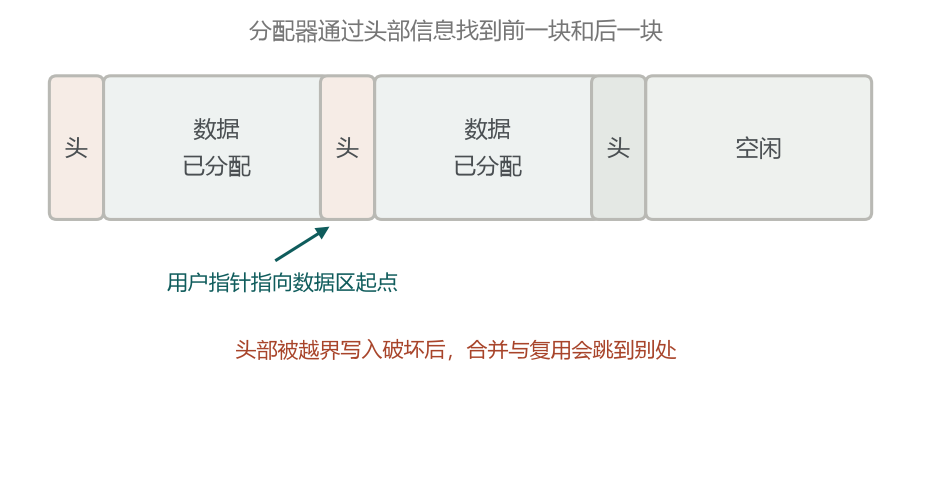 分配器通过头部信息找到前一块和后一块
头
数据
已分配
头
数据
已分配
头
空闲
用户指针指向数据区起点
头部被越界写入破坏后，合并与复用会跳到别处